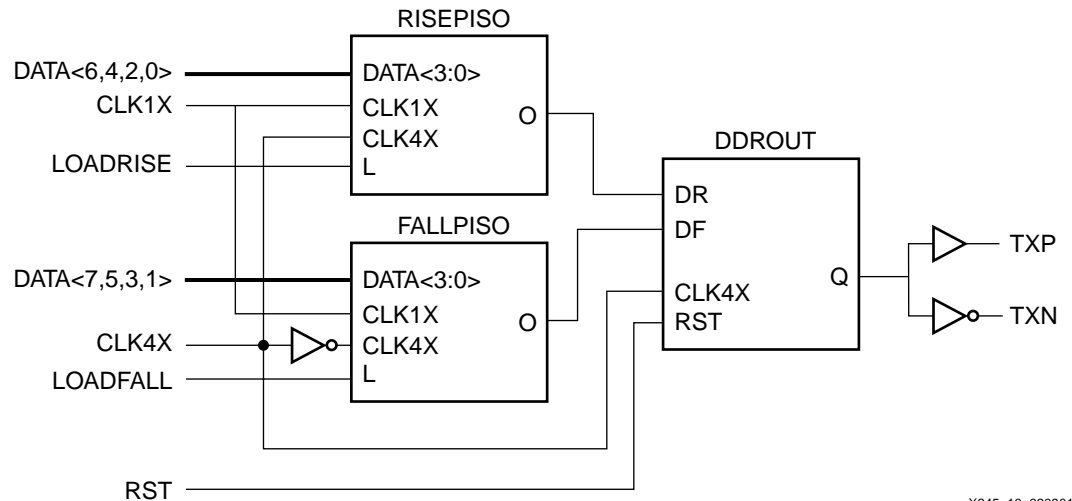 RISEPISO
DATA<6,4,2,0>
CLK1X
LOADRISE
DATA<3:0>
CLK1X
CLK4X
L
O
FALLPISO
DATA<7,5,3,1>
CLK4X
LOADFALL
DATA<3:0>
CLK1X
CLK4X
L
O
DDROUT
DR
DF
CLK4X
RST
Q
TXP
TXN
RST